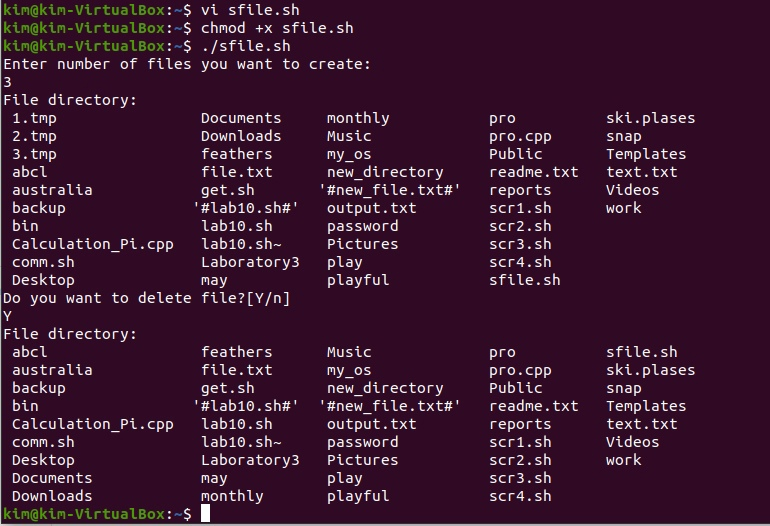 kim@kim-VirtualBox:~$ vi sfile.sh
kim@kim-VirtualBox:~$ chmod +x sfile.sh
kim@kim-VirtualBox:~$ ./sfile.sh
Enter number of files you want to create:
3
File directory:
 1.tmp                Documents     monthly           pro          ski.plases
 2.tmp                Downloads     Music             pro.cpp      snap
 3.tmp                feathers      my_os             Public       Templates
 abcl                 file.txt      new_directory     readme.txt   text.txt
 australia            get.sh       '#new_file.txt#'   reports      Videos
 backup              '#lab10.sh#'   output.txt        scr1.sh      work
 bin                  lab10.sh      password          scr2.sh
 Calculation_Pi.cpp   lab10.sh~     Pictures          scr3.sh
 comm.sh              Laboratory3   play              scr4.sh
 Desktop              may           playful           sfile.sh
Do you want to delete file?[Y/n]
Y
File directory:
 abcl                 feathers      Music             pro          sfile.sh
 australia            file.txt      my_os             pro.cpp      ski.plases
 backup               get.sh        new_directory     Public       snap
 bin                 '#lab10.sh#'  '#new_file.txt#'   readme.txt   Templates
 Calculation_Pi.cpp   lab10.sh      output.txt        reports      text.txt
 comm.sh              lab10.sh~     password          scr1.sh      Videos
 Desktop              Laboratory3   Pictures          scr2.sh      work
 Documents            may           play              scr3.sh
 Downloads            monthly       playful           scr4.sh
kim@kim-VirtualBox:~$